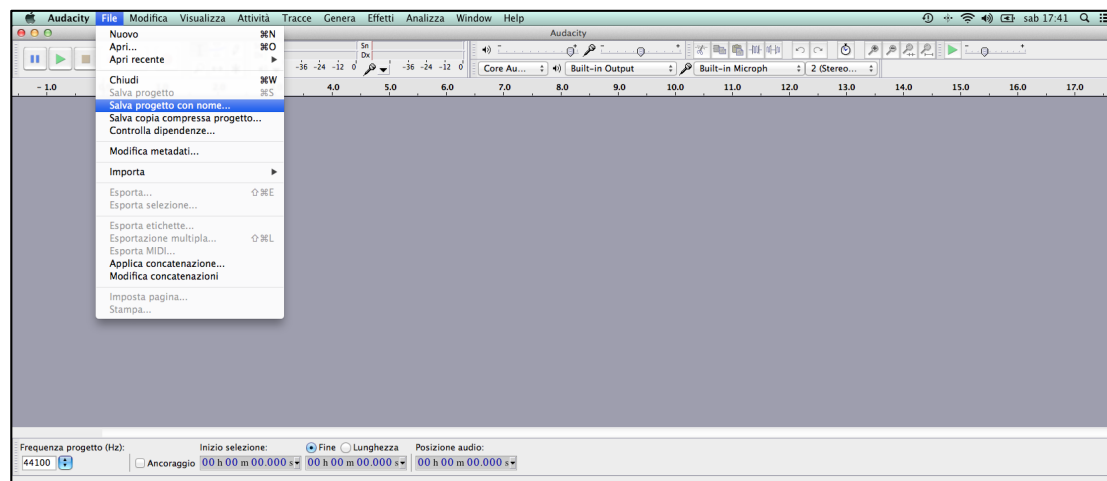 Audacity File Modifica Visualizza Attività Tracce Genera Effetti Analizza Window Help sab 17:41
Audacity
Nuovo ⌘N
Apri... ⌘O
Apri recente ▶
Chiudi ⌘W
Salva progetto ⌘S
Salva progetto con nome...
Salva copia compressa progetto...
Controlla dipendenze...
Modifica metadati...
Importa ▶
Esporta... ⇧⌘E
Esporta selezione...
Esporta etichette...
Esportazione multipla... ⇧⌘L
Esporta MIDI...
Applica concatenazione...
Modifica concatenazioni
Imposta pagina...
Stampa...
Sn
Dx
-36 -24 -12 0 -36 -24 -12 0
Core Au... Built-in Output Built-in Microph 2 (Stereo...
- 1.0 4.0 5.0 6.0 7.0 8.0 9.0 10.0 11.0 12.0 13.0 14.0 15.0 16.0 17.0
Frequenza progetto (Hz): Inizio selezione: Fine Lunghezza Posizione audio:
44100 Ancoraggio 00 h 00 m 00.000 s 00 h 00 m 00.000 s 00 h 00 m 00.000 s